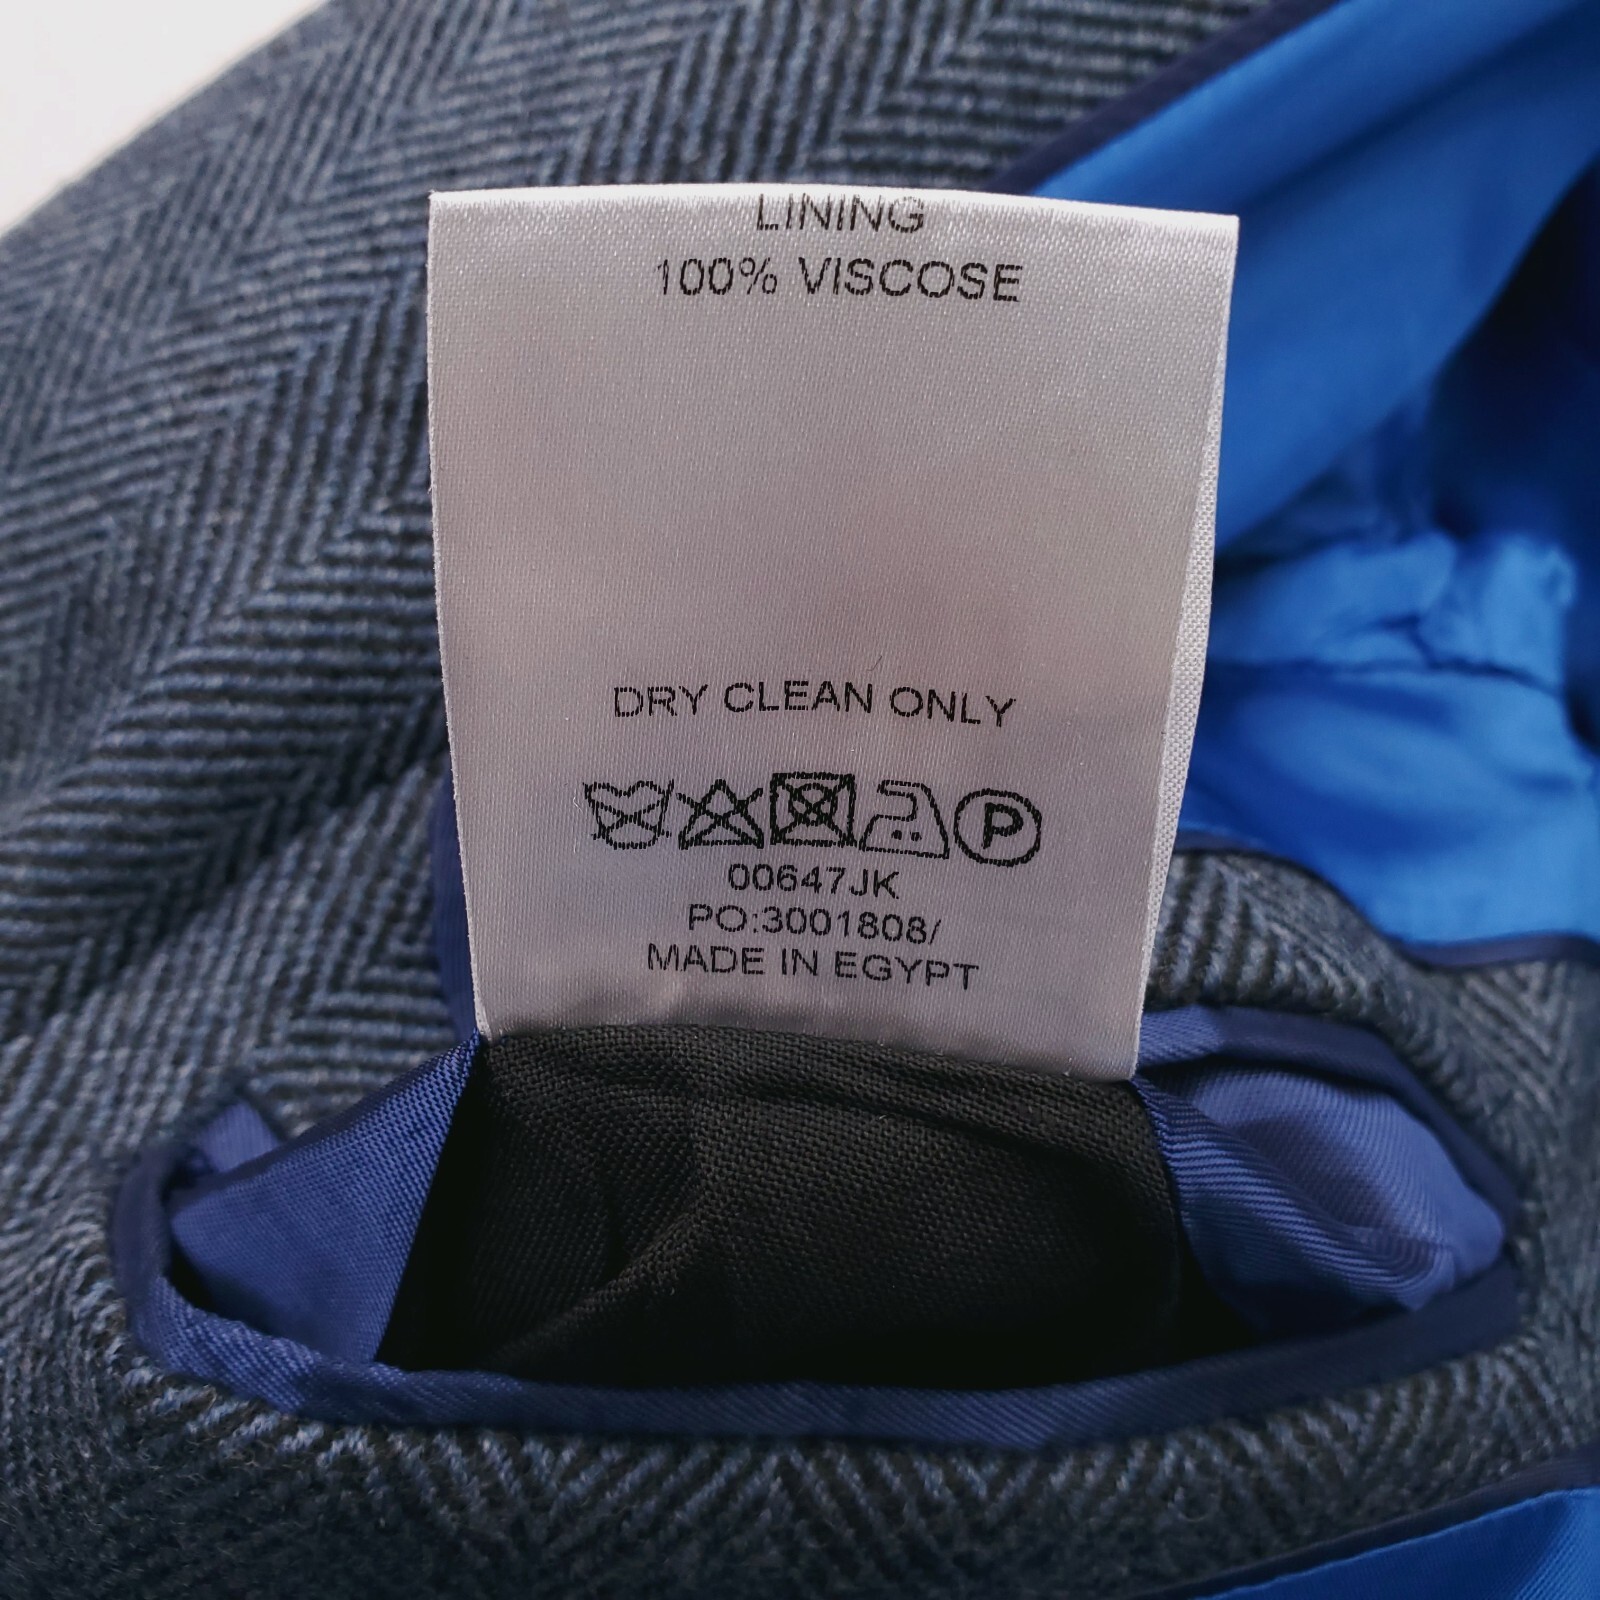 LINING
100% VISCOSE
DRY CLEAN ONLY
P
00647JK
PO:3001808/
MADE IN EGYPT